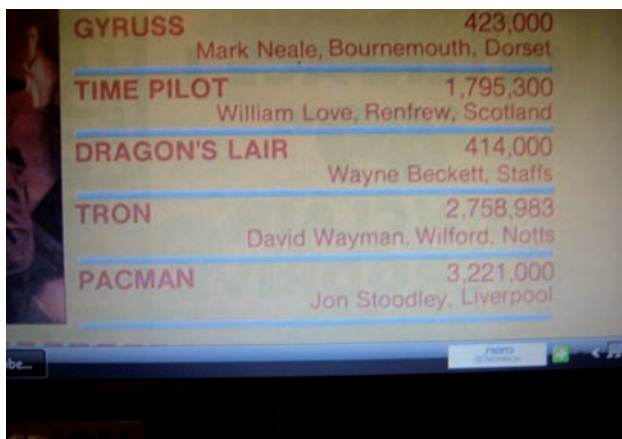 GYRUSS 423,000
Mark Neale, Bournemouth, Dorset
TIME PILOT 1,795,300
William Love, Renfrew, Scotland
DRAGON'S LAIR 414,000
Wayne Beckett, Staffs
TRON 2,758,983
David Wayman, Wilford, Notts
PACMAN 3,221,000
Jon Stoodley, Liverpool
be...
nero